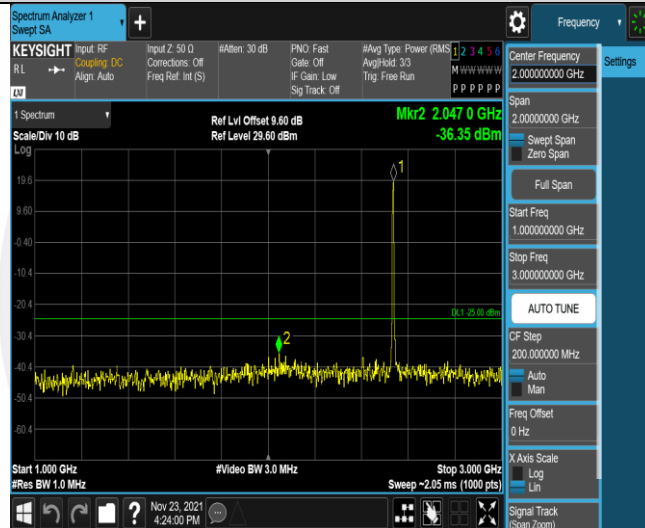 Spectrum Analyzer 1
Swept SA
+
Frequency
KEYSIGHT
RL
LXI
Input: RF
Coupling: DC
Align: Auto
Input Z: 50 Ω
Corrections: Off
Freq Ref: Int (S)
#Atten: 30 dB
PNO: Fast
Gate: Off
IF Gain: Low
Sig Track: Off
#Avg Type: Power (RMS
Avg|Hold: 3/3
Trig: Free Run
1 2 3 4 5 6
M W W W W W
P P P P P P
1 Spectrum
Scale/Div 10 dB
Log
Ref Lvl Offset 9.60 dB
Ref Level 29.60 dBm
Mkr2 2.047 0 GHz
-36.35 dBm
19.6
9.60
-0.40
-10.4
-20.4
-30.4
-40.4
-50.4
-60.4
1
2
DL1 -25.00 dBm
Start 1.000 GHz
#Res BW 1.0 MHz
#Video BW 3.0 MHz
Stop 3.000 GHz
Sweep ~2.05 ms (1000 pts)
Nov 23, 2021
4:24:00 PM
?
Center Frequency
2.000000000 GHz
Settings
Span
2.00000000 GHz
Swept Span
Zero Span
Full Span
Start Freq
1.000000000 GHz
Stop Freq
3.000000000 GHz
AUTO TUNE
CF Step
200.000000 MHz
Auto
Man
Freq Offset
0 Hz
X Axis Scale
Log
Lin
Signal Track
(Span Zoom)